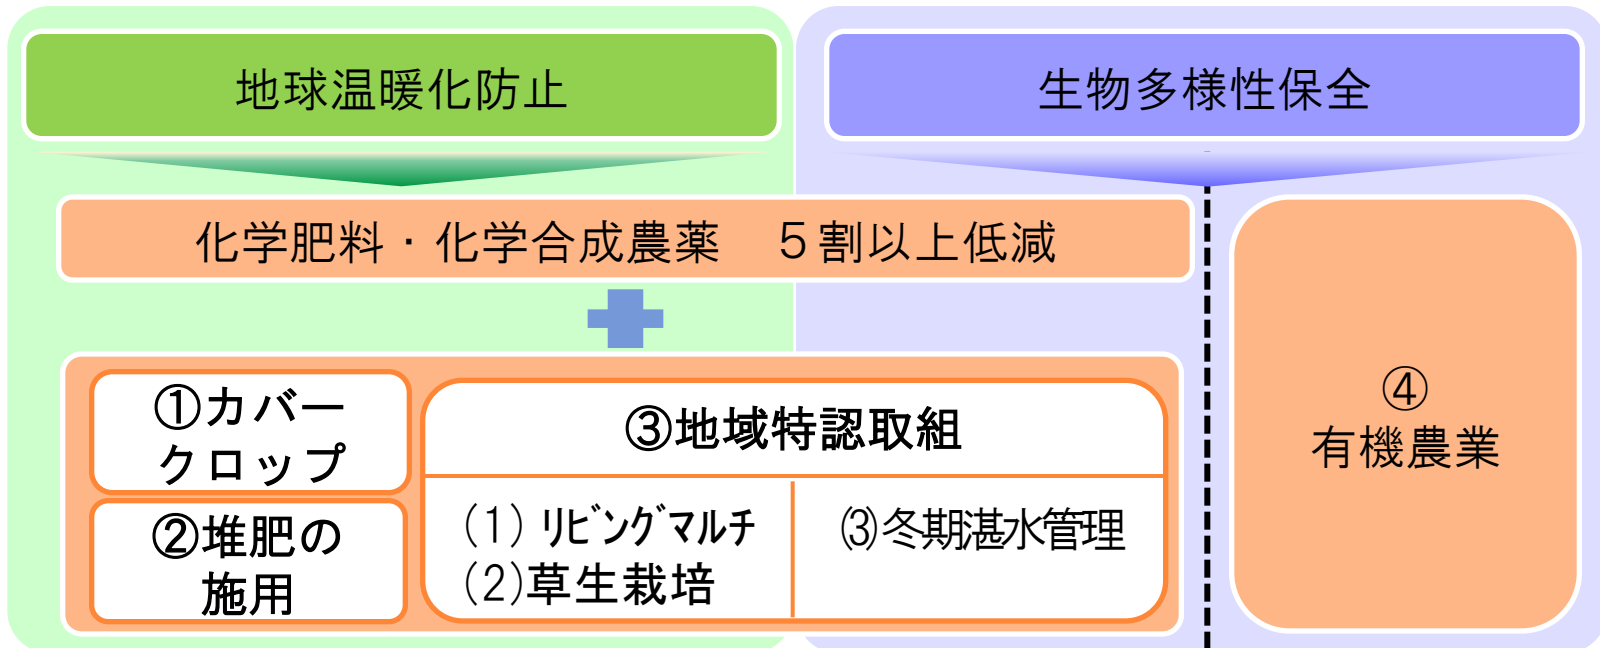 地球温暖化防止
生物多様性保全
化学肥料・化学合成農薬　５割以上低減
①カバー
クロップ
②堆肥の
施用
③地域特認取組
(1) ﾘﾋﾞﾝｸﾞマルチ
(2)草生栽培
(3)冬期湛水管理
④
有機農業